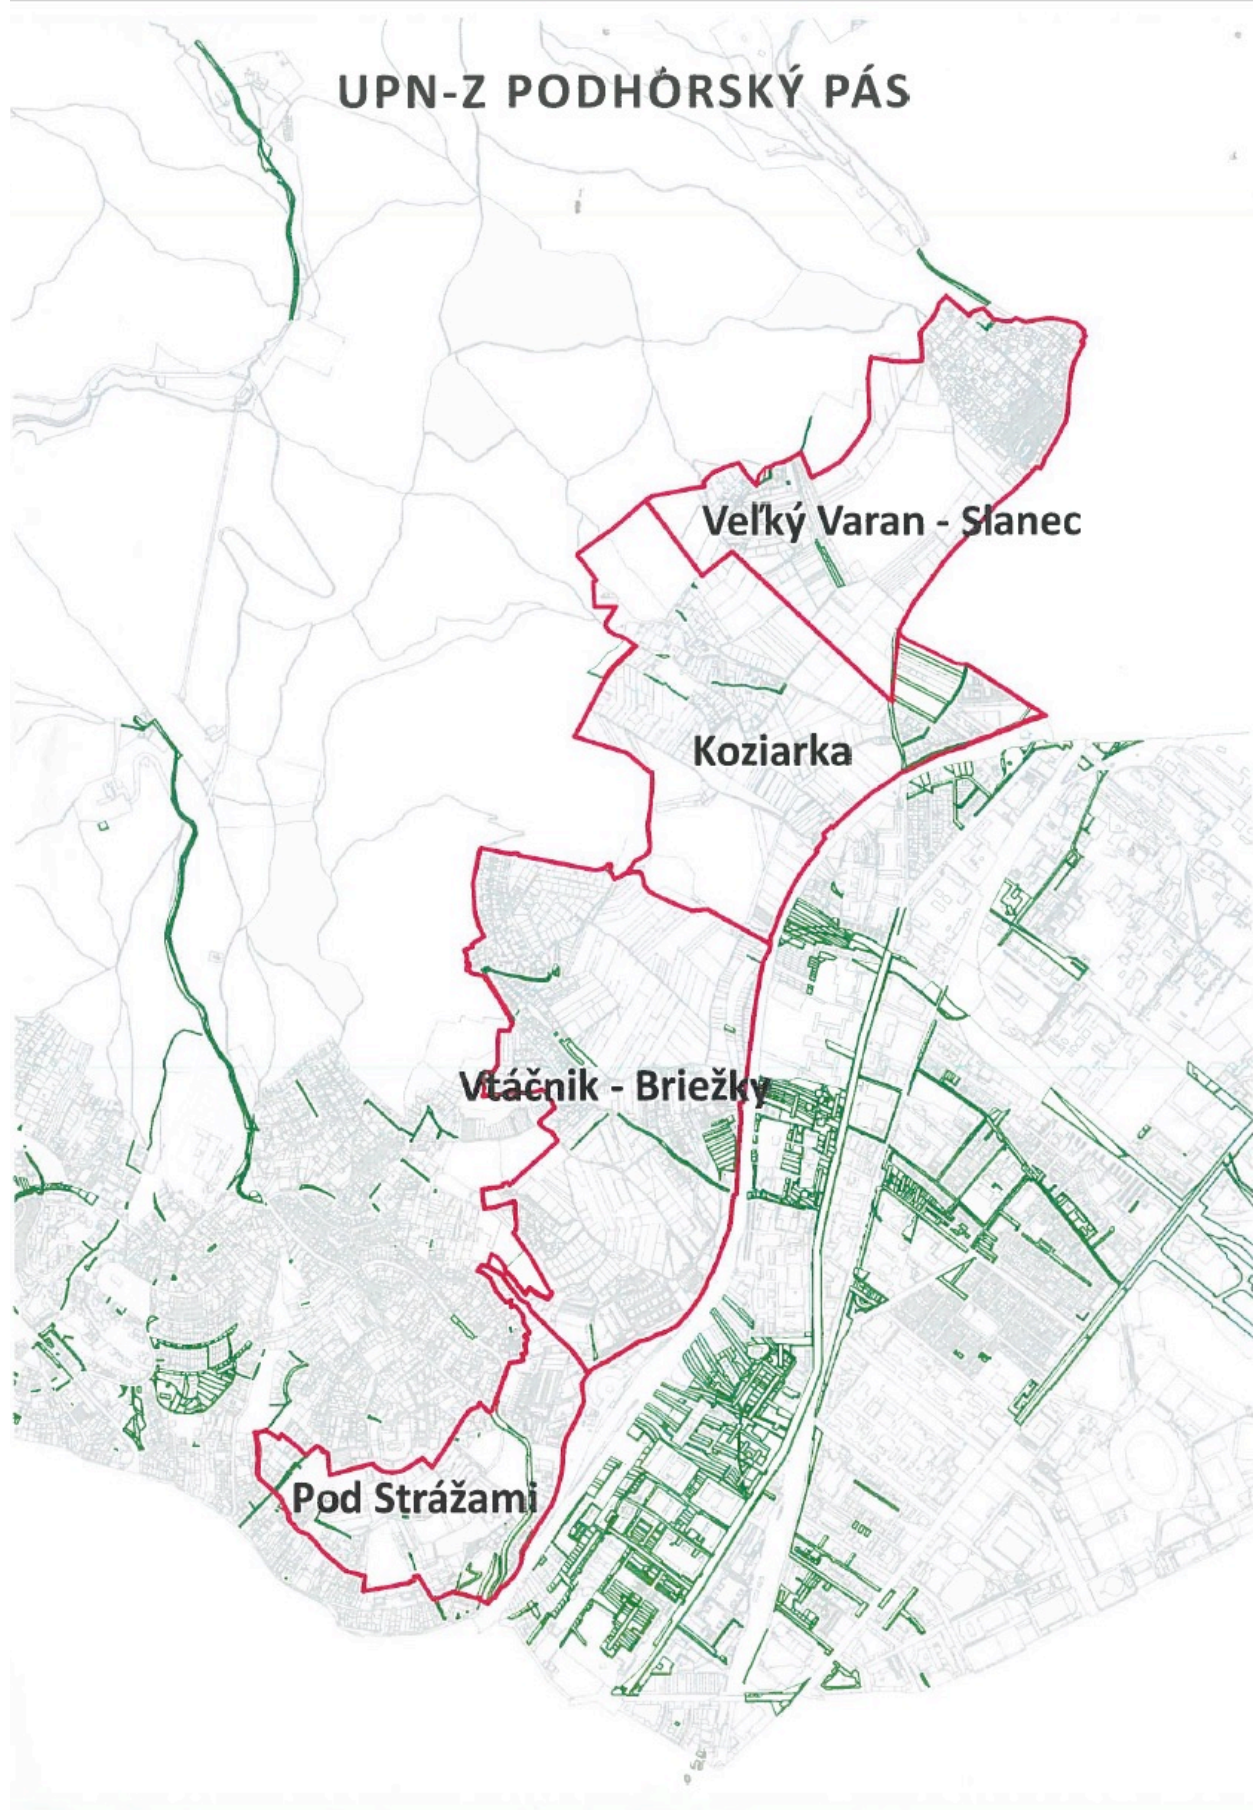 UPN-Z PODHORSKÝ PÁS
Veľký Varan - Slanec
Koziarka
Vtáčnik - Briežky
Pod Strážami